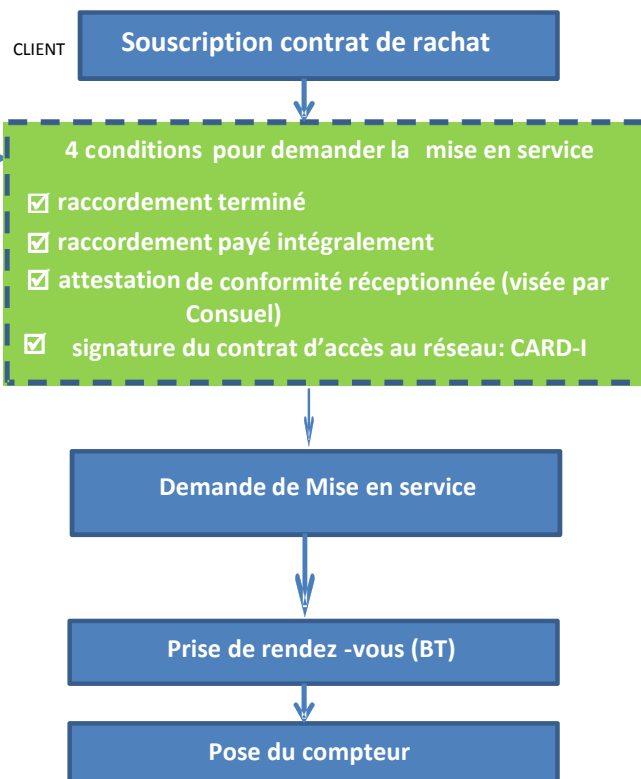 CLIENT
Souscription contrat de rachat
4 conditions pour demander la mise en service
☑ raccordement terminé
☑ raccordement payé intégralement
☑ attestation de conformité réceptionnée (visée par
Consuel)
☑ signature du contrat d’accès au réseau: CARD-I
Demande de Mise en service
Prise de rendez -vous (BT)
Pose du compteur